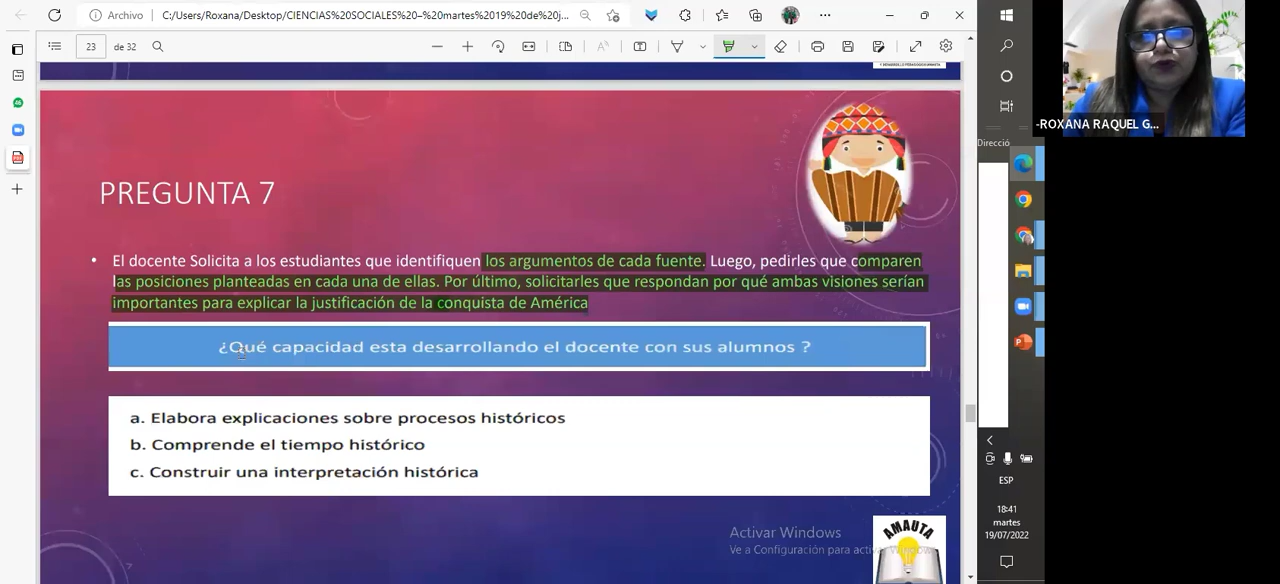 Archivo
C:/Users/Roxana/Desktop/CIENCIAS%20SOCIALES%20–%20martes%2019%20de%20j...
23 de 32
-ROXANA RAQUEL G...
Direcció
PREGUNTA 7
• El docente Solicita a los estudiantes que identifiquen los argumentos de cada fuente. Luego, pedirles que comparen
las posiciones planteadas en cada una de ellas. Por último, solicitarles que respondan por qué ambas visiones serían
importantes para explicar la justificación de la conquista de América
¿Qué capacidad esta desarrollando el docente con sus alumnos ?
a. Elabora explicaciones sobre procesos históricos
b. Comprende el tiempo histórico
c. Construir una interpretación histórica
Activar Windows
Ve a Configuración para activar
AMAUTA
ESP
18:41
martes
19/07/2022